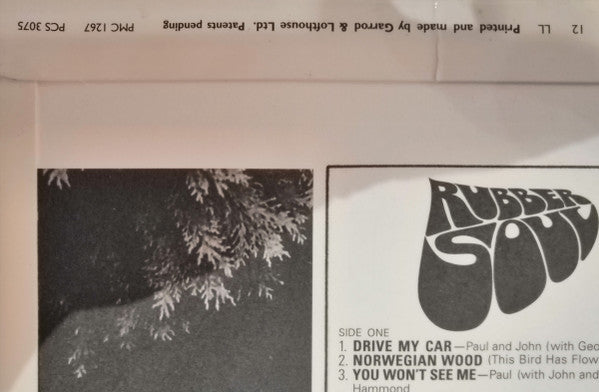 12 LL Printed and made by Garrod & Lofthouse Ltd. Patents pending PMC 1267 PCS 3075
RUBBER
SOUL
SIDE ONE
1. DRIVE MY CAR—Paul and John (with Geo
2. NORWEGIAN WOOD (This Bird Has Flow
3. YOU WON'T SEE ME—Paul (with John and
Hammond